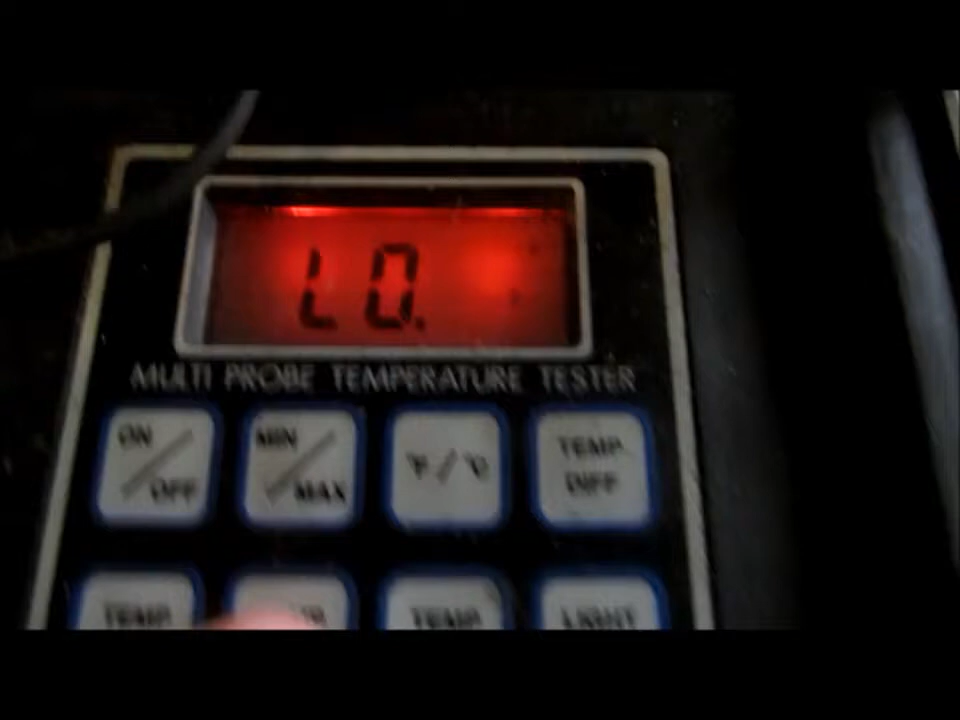 LO.
MULTI PROBE TEMPERATURE TESTER
ON/OFF MIN/MAX °F/°C TEMP DIFF
TEMP TEMP LIGHT